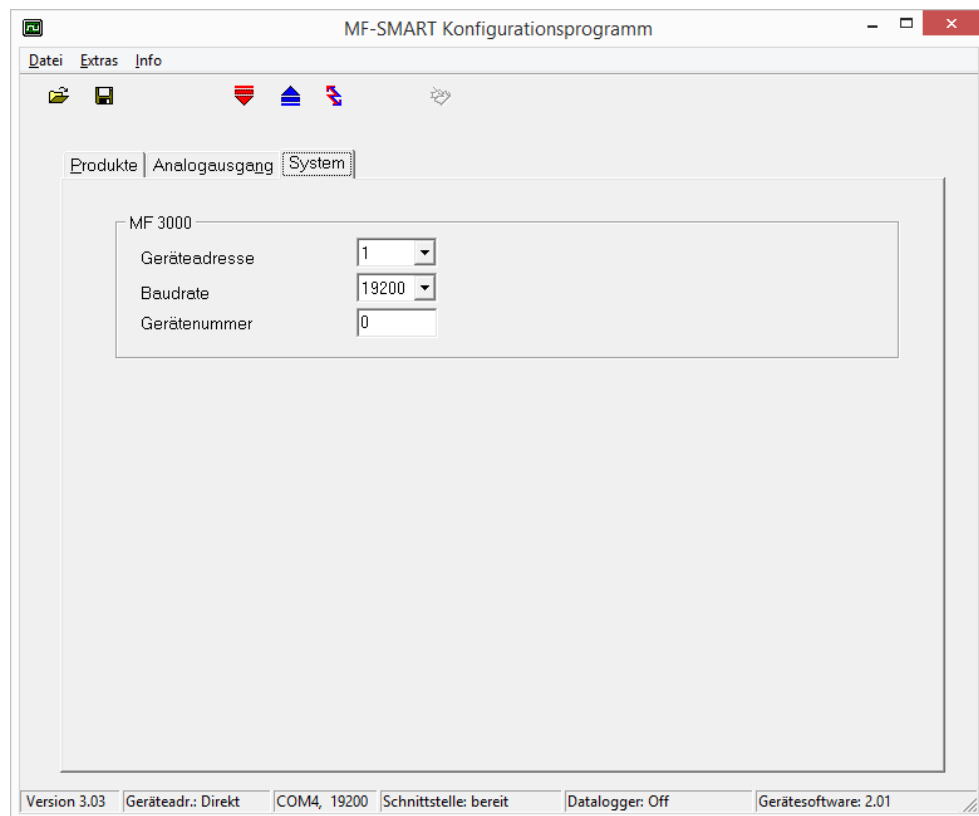 MF-SMART Konfigurationsprogramm
Datei Extras Info
Produkte Analogausgang System
MF 3000
Geräteadresse 1
Baudrate 19200
Gerätenummer 0
Version 3.03 Geräteadr.: Direkt COM4, 19200 Schnittstelle: bereit Datalogger: Off Gerätesoftware: 2.01